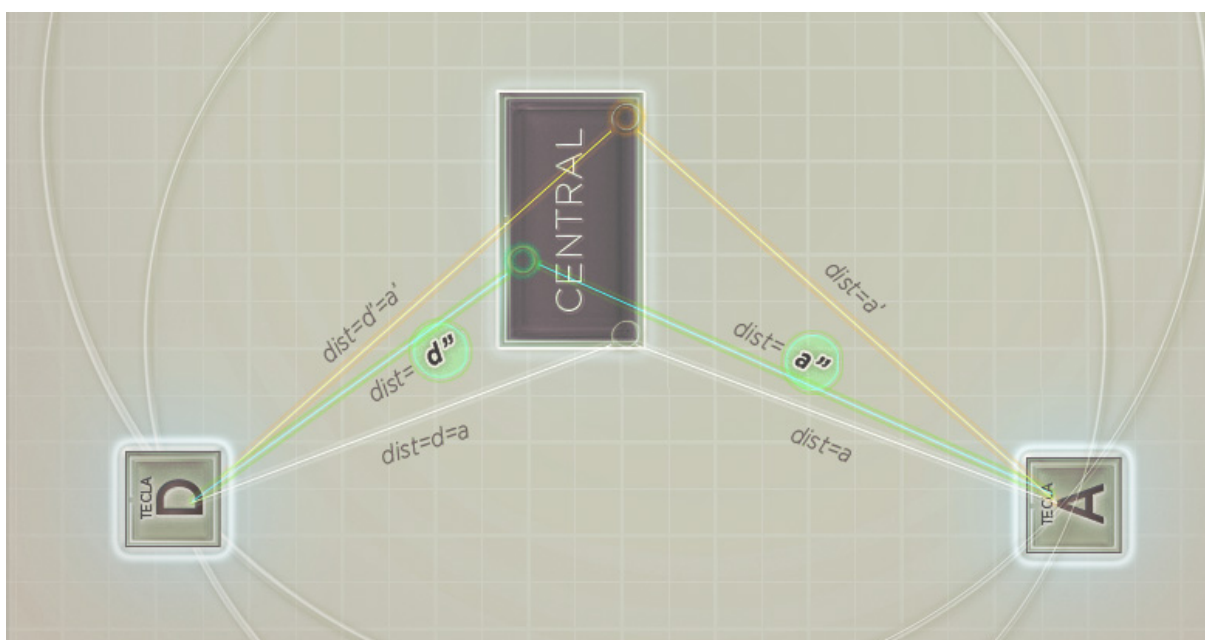 CENTRAL
dist=d'=a'
dist=a'
dist= d”
dist= a”
dist=d=a
dist=a
TECLA
D
TECLA
A